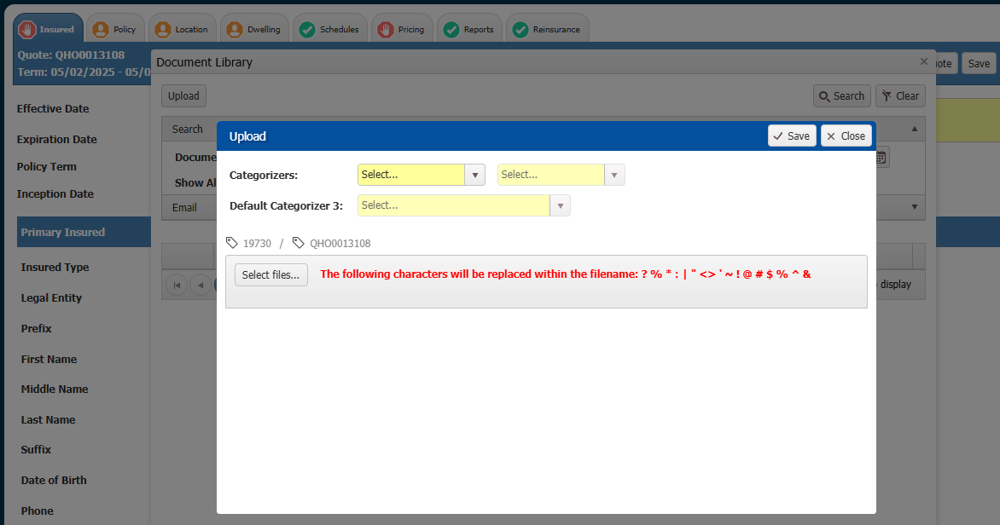 Insured Policy Location Dwelling Schedules Pricing Reports Reinsurance
Quote: QHO0013108
Term: 05/02/2025 - 05/0
Document Library
Save
Upload Search Clear
Search
Effective Date
Expiration Date
Policy Term
Inception Date
Primary Insured
Insured Type
Legal Entity
Prefix
First Name
Middle Name
Last Name
Suffix
Date of Birth
Phone
Show Al
Email
display
Upload Save Close
Categorizers: Select... Select...
Default Categorizer 3: Select...
19730 / QHO0013108
Select files... The following characters will be replaced within the filename: ? % * : | " <> ' ~ ! @ # $ % ^ &